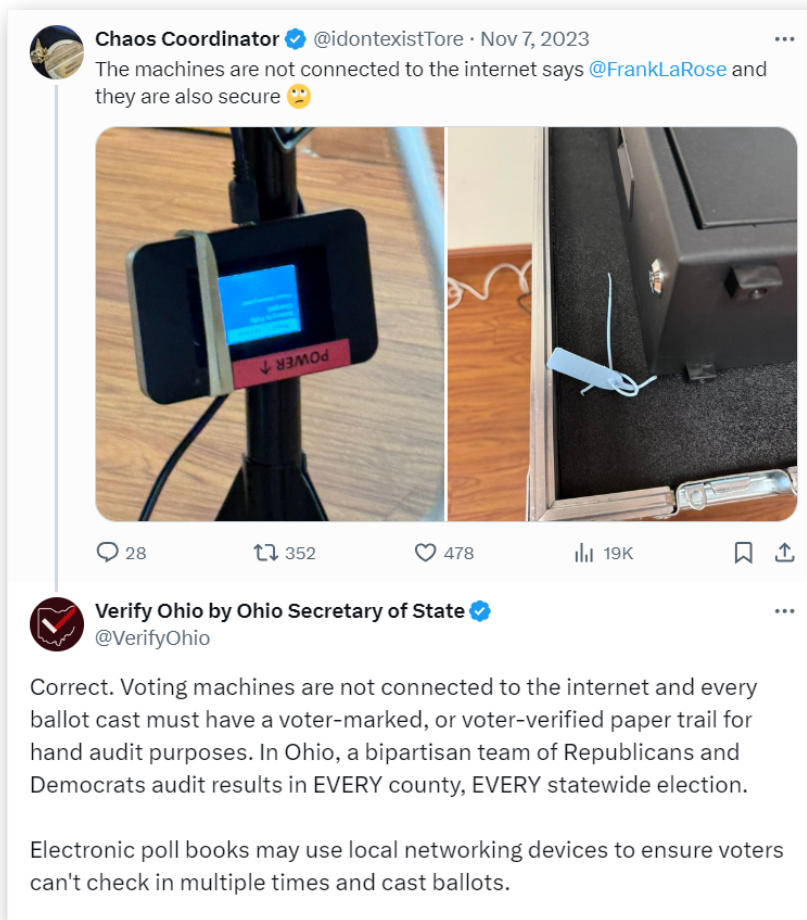 Chaos Coordinator @idontexistTore · Nov 7, 2023
The machines are not connected to the internet says @FrankLaRose and
they are also secure 🙄
POWER ↑
28 352 478 19K
Verify Ohio by Ohio Secretary of State
@VerifyOhio
Correct. Voting machines are not connected to the internet and every
ballot cast must have a voter-marked, or voter-verified paper trail for
hand audit purposes. In Ohio, a bipartisan team of Republicans and
Democrats audit results in EVERY county, EVERY statewide election.
Electronic poll books may use local networking devices to ensure voters
can't check in multiple times and cast ballots.